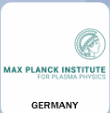 MAX PLANCK INSTITUTE
FOR PLASMA PHYSICS
GERMANY